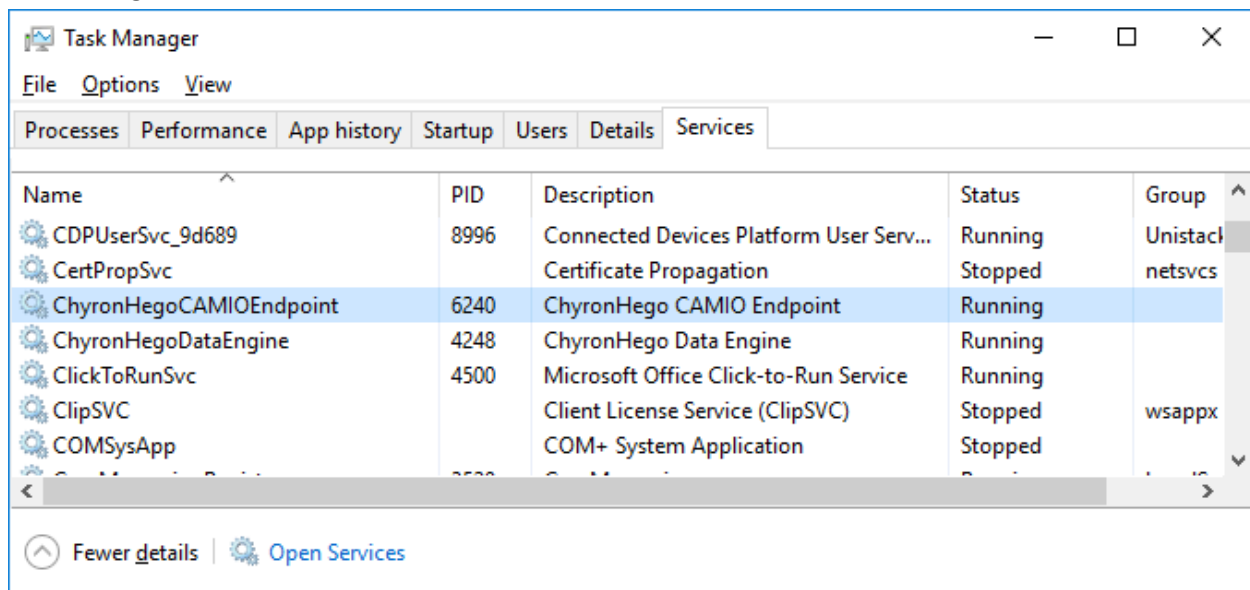 Task Manager
File Options View
Processes Performance App history Startup Users Details Services
Name PID Description Status Group
CDPUserSvc_9d689 8996 Connected Devices Platform User Serv... Running Unistack
CertPropSvc Certificate Propagation Stopped netsvcs
ChyronHegoCAMIOEndpoint 6240 ChyronHego CAMIO Endpoint Running
ChyronHegoDataEngine 4248 ChyronHego Data Engine Running
ClickToRunSvc 4500 Microsoft Office Click-to-Run Service Running
ClipSVC Client License Service (ClipSVC) Stopped wsappx
COMSysApp COM+ System Application Stopped
Fewer details Open Services